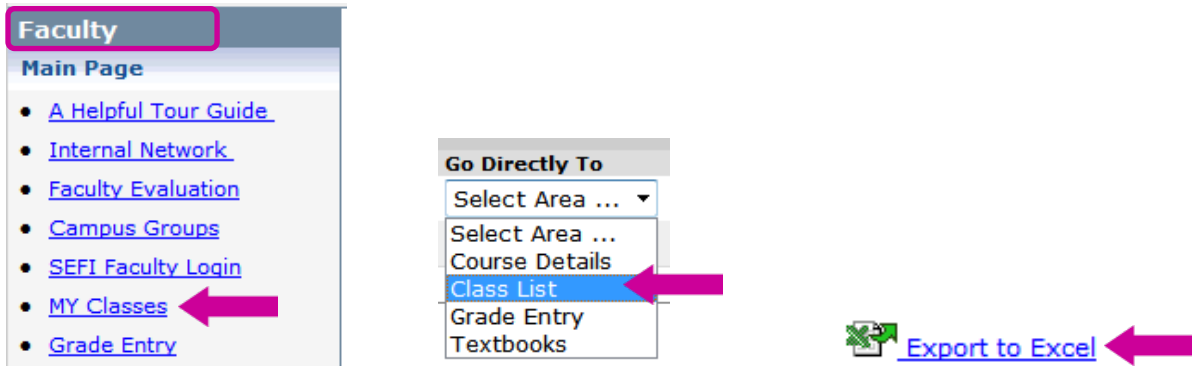 Faculty
Main Page
A Helpful Tour Guide
Internal Network
Faculty Evaluation
Campus Groups
SEFI Faculty Login
MY Classes
Grade Entry
Go Directly To
Select Area ...
Select Area ...
Course Details
Class List
Grade Entry
Textbooks
Export to Excel